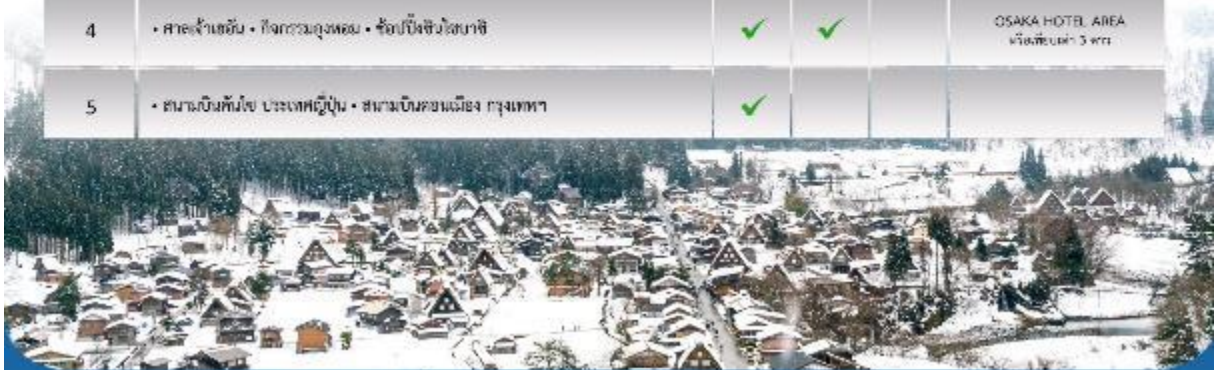 4 • ศาลเจ้าเฮอัน • กิจกรรมถุงหอม • ช้อปปิ้งชินไซบาชิ ✓ ✓ OSAKA HOTEL AREA
หรือเทียบเท่า 3 ดาว
5 • สนามบินคันไซ ประเทศญี่ปุ่น • สนามบินดอนเมือง กรุงเทพฯ ✓